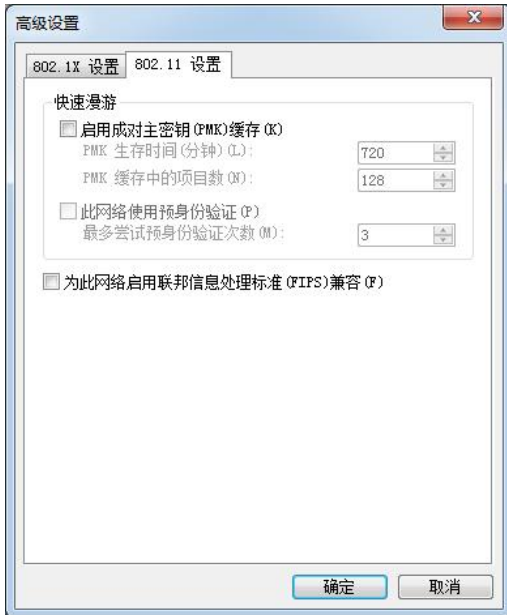 高级设置
802.1X 设置 802.11 设置
快速漫游
启用成对主密钥(PMK)缓存(K)
PMK 生存时间(分钟)(L): 720
PMK 缓存中的项目数(N): 128
此网络使用预身份验证(P)
最多尝试预身份验证次数(M): 3
为此网络启用联邦信息处理标准(FIPS)兼容(F)
确定 取消